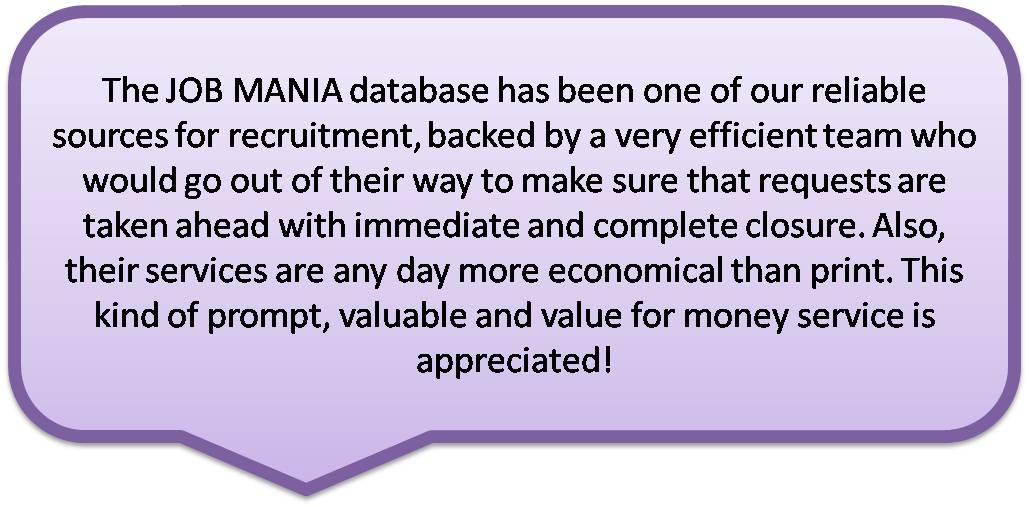 The JOB MANIA database has been one of our reliable
sources for recruitment, backed by a very efficient team who
would go out of their way to make sure that requests are
taken ahead with immediate and complete closure. Also,
their services are any day more economical than print. This
kind of prompt, valuable and value for money service is
appreciated!